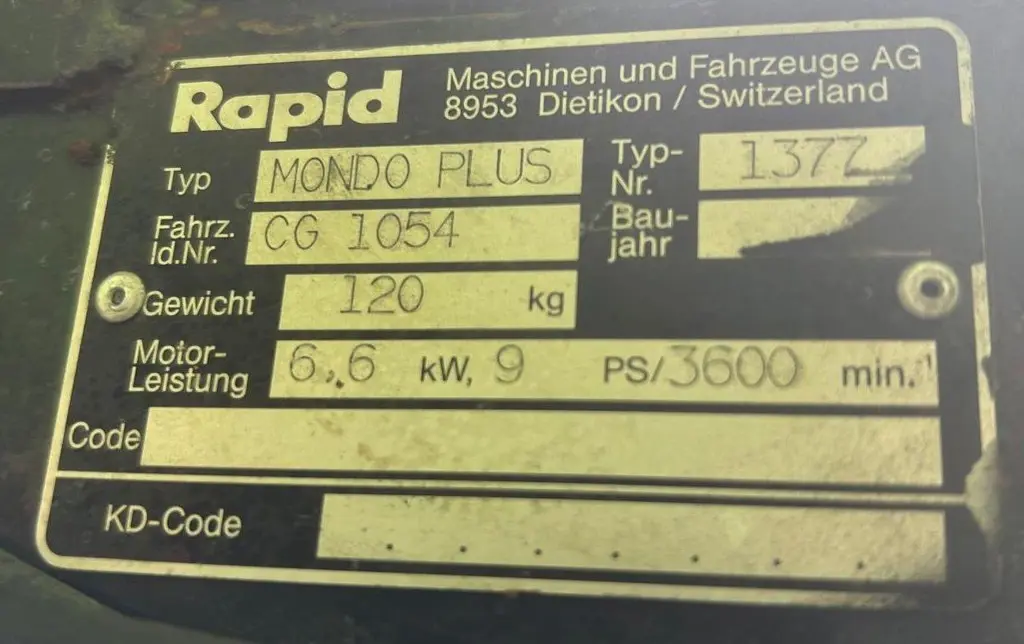 Rapid Maschinen und Fahrzeuge AG
8953 Dietikon / Switzerland
Typ MONDO PLUS Typ-Nr. 1377
Fahrz. Id.Nr. CG 1054 Bau-jahr
Gewicht 120 kg
Motor-Leistung 6,6 kW, 9 PS/3600 min.⁻¹
Code
KD-Code